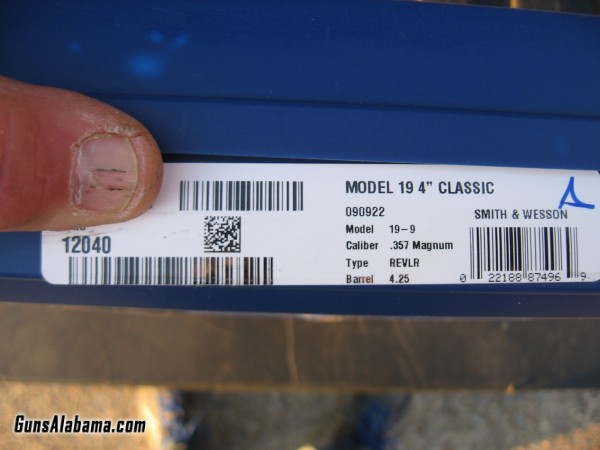 12040
MODEL 19 4” CLASSIC
090922
Model 19-9
Caliber .357 Magnum
Type REVLR
Barrel 4.25
SMITH & WESSON
0 22188 87496 9
GunsAlabama.com